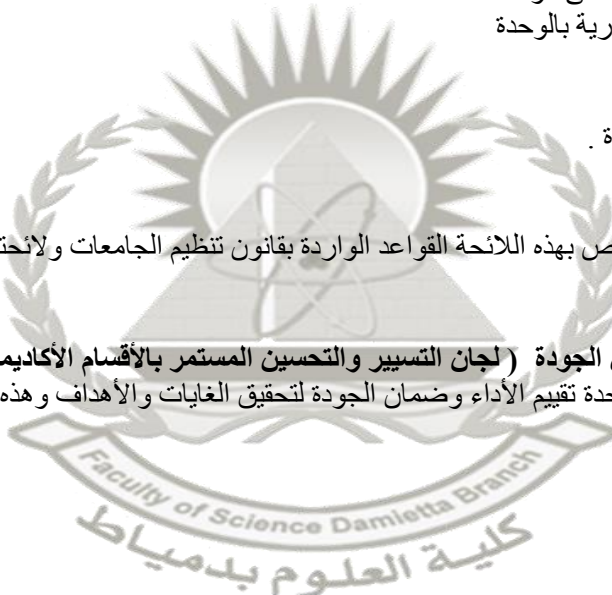 رية بالوحدة
ة .
ص بهذه اللائحة القواعد الواردة بقانون تنظيم الجامعات ولائحت
الجودة ( لجان التسيير والتحسين المستمر بالأقسام الأكاديم
حدة تقييم الأداء وضمان الجودة لتحقيق الغايات والأهداف وهذه
Faculty of Science Damietta Branch
كلية العلوم بدمياط